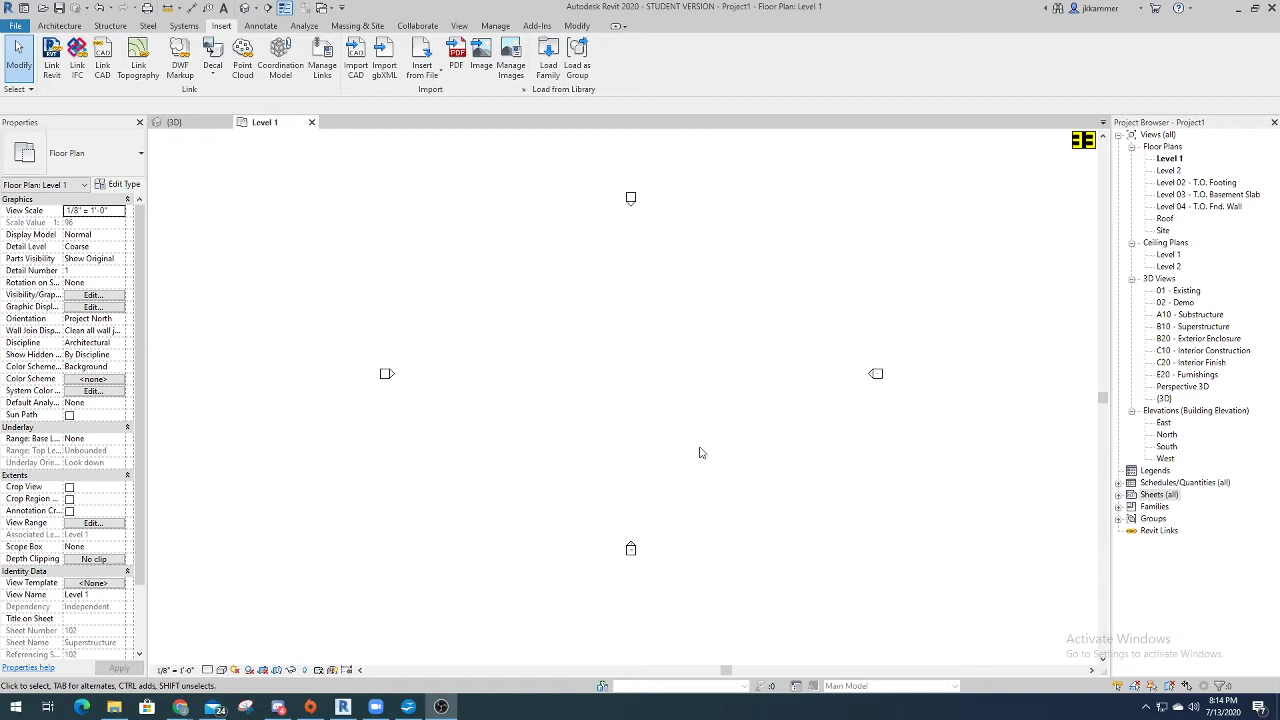 Autodesk Revit 2020 - STUDENT VERSION - Project1 - Floor Plan: Level 1
jkkammer
File Architecture Structure Steel Precast Systems Insert Annotate Analyze Massing & Site Collaborate View Manage Add-Ins Modify
Modify
Link Revit
Link IFC
Link CAD
Link Topography
DWF Markup
Decal
Point Cloud
Coordination Model
Manage Links
Import CAD
Import gbXML
Insert from File
PDF
Image
Manage Images
Load Family
Load as Group
Select Link Import Load from Library
Properties
{3D}
Level 1
Project Browser - Project1
33
Floor Plan
Floor Plan: Level 1 Edit Type
Graphics
View Scale 1/8" = 1'-0"
Scale Value 1: 96
Display Model Normal
Detail Level Coarse
Parts Visibility Show Original
Detail Number 1
Rotation on S... None
Visibility/Grap... Edit...
Graphic Displ... Edit...
Orientation Project North
Wall Join Disp... Clean all wall j...
Discipline Architectural
Show Hidden ... By Discipline
Color Scheme... Background
Color Scheme <none>
System Color ... Edit...
Default Analy... None
Sun Path
Underlay
Range: Base L... None
Range: Top Le... Unbounded
Underlay Orie... Look down
Extents
Crop View
Crop Region ...
Annotation Cr...
View Range Edit...
Associated Le... Level 1
Scope Box None
Depth Clipping No clip
Identity Data
View Template <None>
View Name Level 1
Dependency Independent
Title on Sheet
Sheet Number 102
Sheet Name Superstructure
Referencing S... 102
Properties help Apply
Views (all)
Floor Plans
Level 1
Level 2
Level 02 - T.O. Footing
Level 03 - T.O. Basement Slab
Level 04 - T.O. Fnd. Wall
Roof
Site
Ceiling Plans
Level 1
Level 2
3D Views
01 - Existing
02 - Demo
A10 - Substructure
B10 - Superstructure
B20 - Exterior Enclosure
C10 - Interior Construction
C20 - Interior Finish
E20 - Furnishings
Perspective 3D
{3D}
Elevations (Building Elevation)
East
North
South
West
Legends
Schedules/Quantities (all)
Sheets (all)
Families
Groups
Revit Links
Activate Windows
Go to Settings to activate Windows.
1/8" = 1'-0"
Click to select, TAB for alternates, CTRL adds, SHIFT unselects.
:0
Main Model
:0
24
8:14 PM
7/13/2020